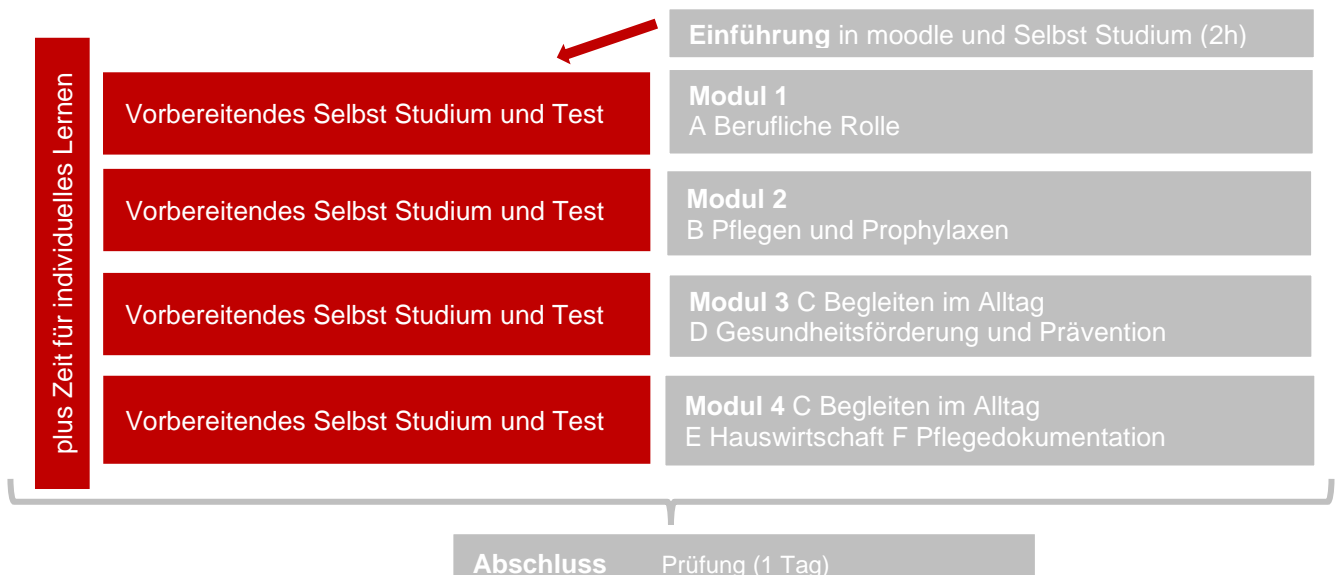 Einführung in moodle und Selbst Studium (2h)
plus Zeit für individuelles Lernen
Vorbereitendes Selbst Studium und Test
Modul 1
A Berufliche Rolle
Vorbereitendes Selbst Studium und Test
Modul 2
B Pflegen und Prophylaxen
Vorbereitendes Selbst Studium und Test
Modul 3 C Begleiten im Alltag
D Gesundheitsförderung und Prävention
Vorbereitendes Selbst Studium und Test
Modul 4 C Begleiten im Alltag
E Hauswirtschaft F Pflegedokumentation
Abschluss Prüfung (1 Tag)